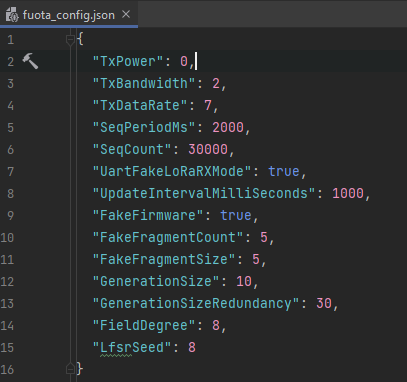 fuota_config.json ×
1 {
2 "TxPower": 0,
3 "TxBandwidth": 2,
4 "TxDataRate": 7,
5 "SeqPeriodMs": 2000,
6 "SeqCount": 30000,
7 "UartFakeLoRaRXMode": true,
8 "UpdateIntervalMilliSeconds": 1000,
9 "FakeFirmware": true,
10 "FakeFragmentCount": 5,
11 "FakeFragmentSize": 5,
12 "GenerationSize": 10,
13 "GenerationSizeRedundancy": 30,
14 "FieldDegree": 8,
15 "LfsrSeed": 8
16 }